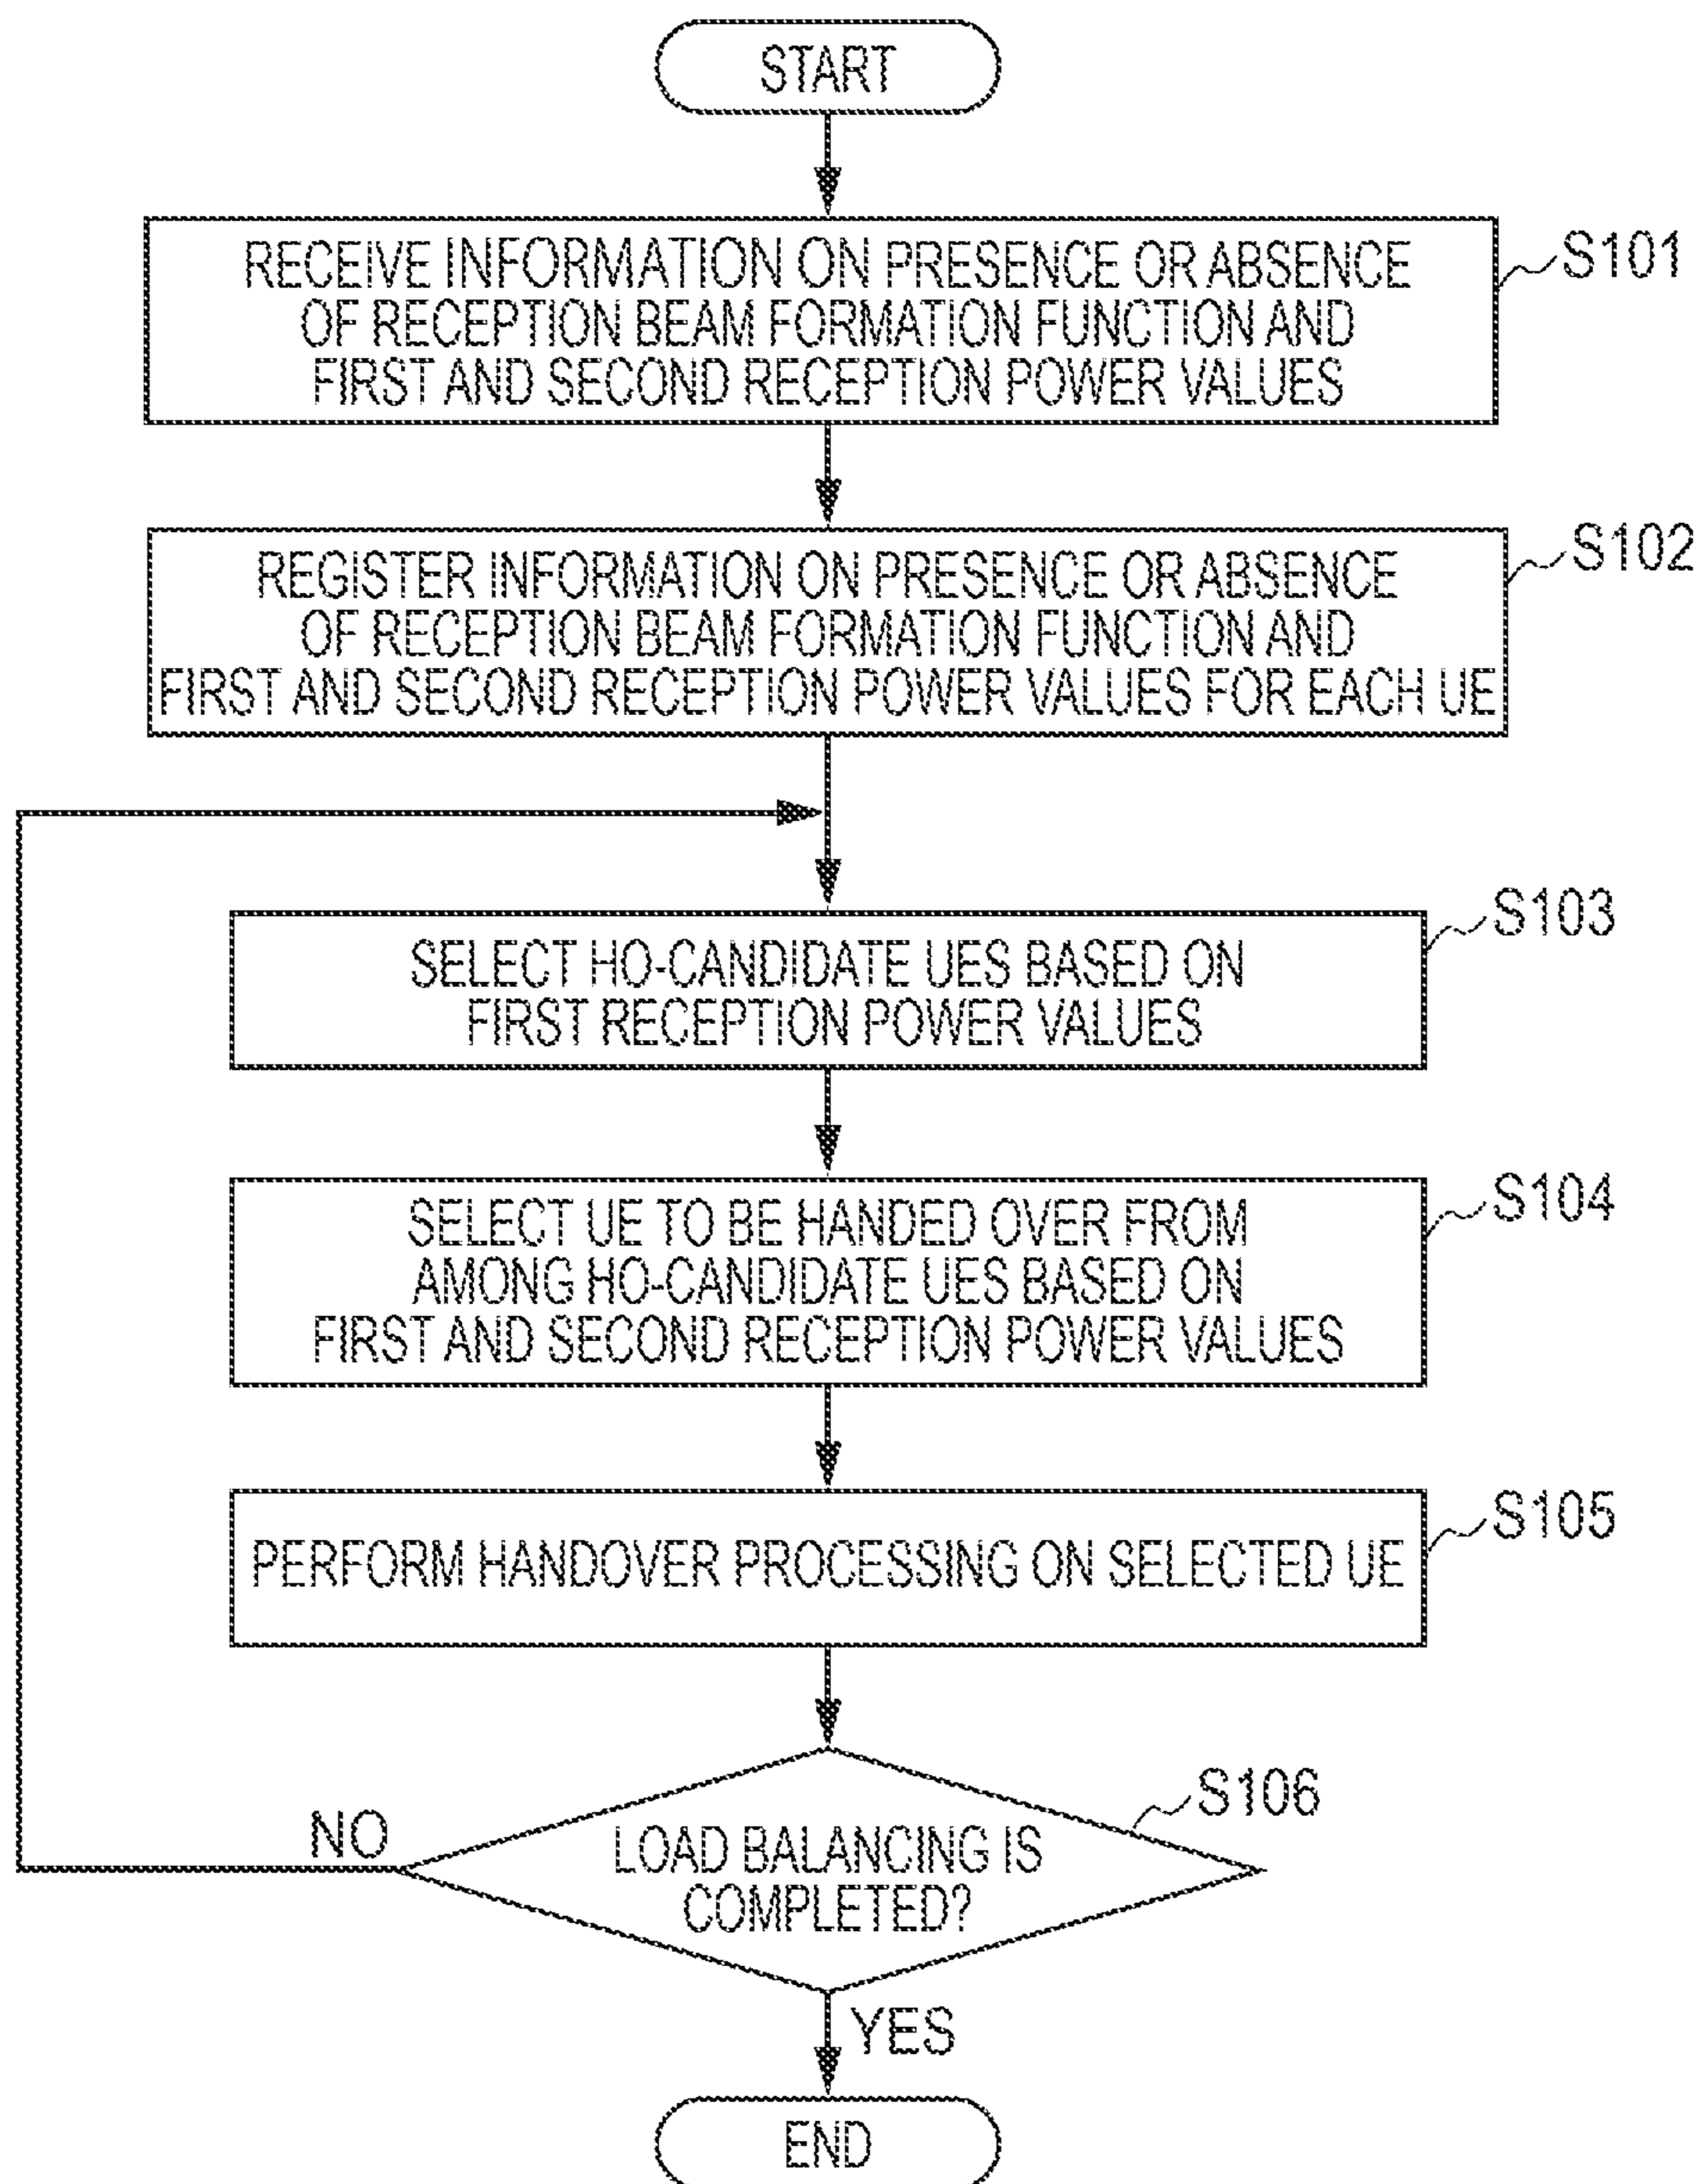 START
RECEIVE INFORMATION ON PRESENCE OR ABSENCE
OF RECEPTION BEAM FORMATION FUNCTION AND
FIRST AND SECOND RECEPTION POWER VALUES
S101
REGISTER INFORMATION ON PRESENCE OR ABSENCE
OF RECEPTION BEAM FORMATION FUNCTION AND
FIRST AND SECOND RECEPTION POWER VALUES FOR EACH UE
S102
SELECT HO-CANDIDATE UES BASED ON
FIRST RECEPTION POWER VALUES
S103
SELECT UE TO BE HANDED OVER FROM
AMONG HO-CANDIDATE UES BASED ON
FIRST AND SECOND RECEPTION POWER VALUES
S104
PERFORM HANDOVER PROCESSING ON SELECTED UE
S105
LOAD BALANCING IS
COMPLETED?
S106
NO
YES
END